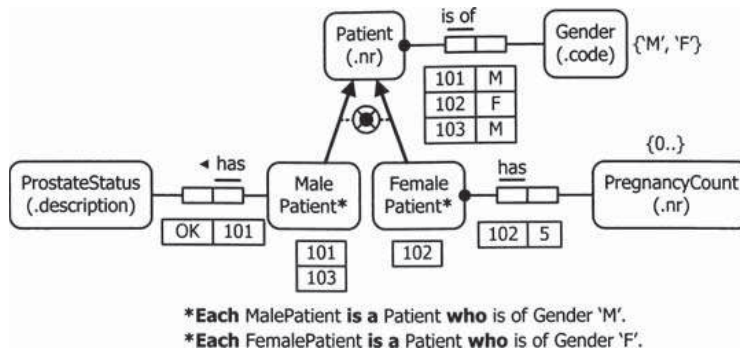 is of
Patient
(.nr)
Gender
(.code)
{'M', 'F'}
101 M
102 F
103 M
◄ has
has
{0..}
ProstateStatus
(.description)
Male
Patient*
Female
Patient*
PregnancyCount
(.nr)
OK 101
101
103
102
102 5
*Each MalePatient is a Patient who is of Gender 'M'.
*Each FemalePatient is a Patient who is of Gender 'F'.